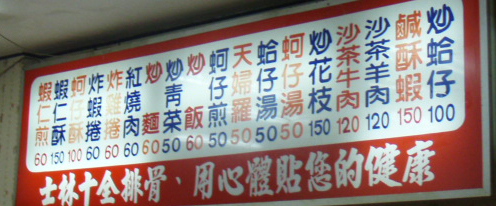 炒蛤仔 100
鹹酥蝦 150
沙茶羊肉 120
沙茶牛肉 120
炒花枝 150
蚵仔湯 50
蛤仔湯 50
天婦羅 50
蚵仔煎 50
炒飯 50
炒青菜 50
炒麵 60
紅燒肉 60
炸雞捲 60
炸蝦捲 60
蚵仔酥 100
蝦仁酥 150
蝦仁煎 60
士林十全排骨、用心體貼您的健康